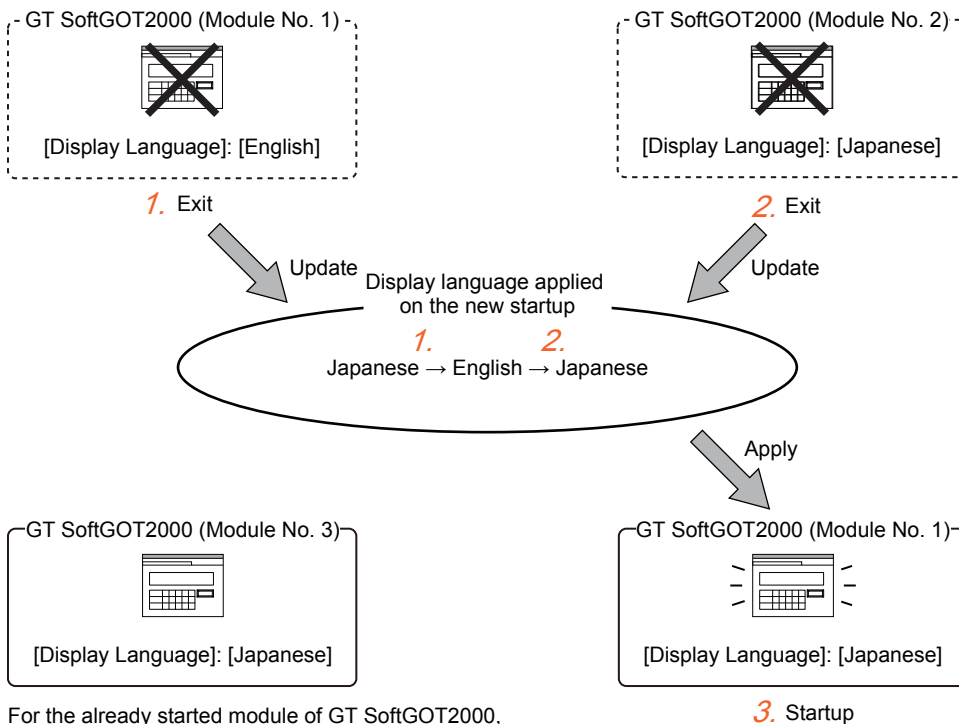 GT SoftGOT2000 (Module No. 1)
[Display Language]: [English]
1. Exit
Update
GT SoftGOT2000 (Module No. 2)
[Display Language]: [Japanese]
2. Exit
Update
Display language applied
on the new startup
1. 2.
Japanese → English → Japanese
Apply
GT SoftGOT2000 (Module No. 3)
[Display Language]: [Japanese]
For the already started module of GT SoftGOT2000,
GT SoftGOT2000 (Module No. 1)
[Display Language]: [Japanese]
3. Startup